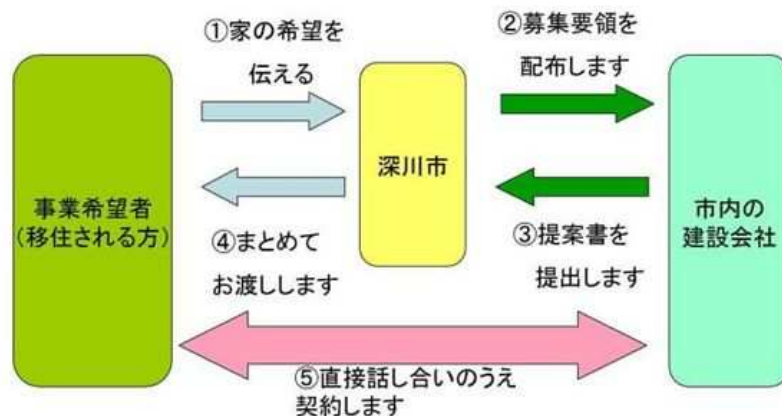 ①家の希望を
伝える
②募集要領を
配布します
深川市
事業希望者
（移住される方）
市内の
建設会社
④まとめて
お渡しします
③提案書を
提出します
⑤直接話し合いのうえ
契約します